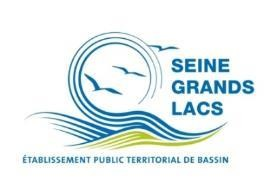 SEINE
GRANDS
LACS
ÉTABLISSEMENT PUBLIC TERRITORIAL DE BASSIN